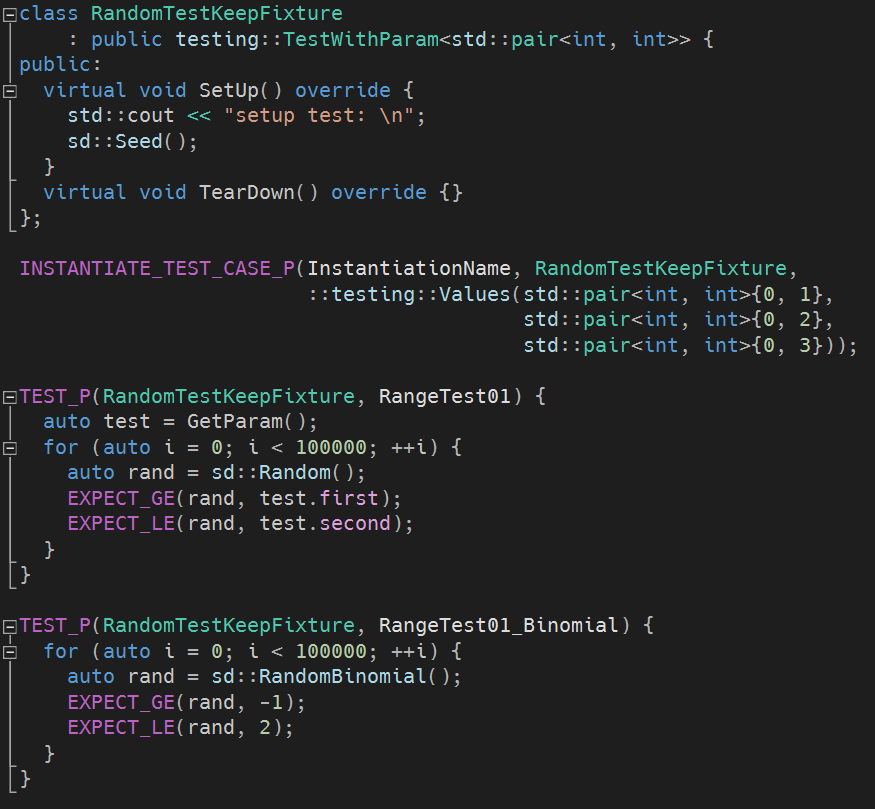 class RandomTestKeepFixture
    : public testing::TestWithParam<std::pair<int, int>> {
public:
  virtual void SetUp() override {
    std::cout << "setup test: \n";
    sd::Seed();
  }
  virtual void TearDown() override {}
};

INSTANTIATE_TEST_CASE_P(InstantiationName, RandomTestKeepFixture,
                        ::testing::Values(std::pair<int, int>{0, 1},
                                          std::pair<int, int>{0, 2},
                                          std::pair<int, int>{0, 3}));

TEST_P(RandomTestKeepFixture, RangeTest01) {
  auto test = GetParam();
  for (auto i = 0; i < 100000; ++i) {
    auto rand = sd::Random();
    EXPECT_GE(rand, test.first);
    EXPECT_LE(rand, test.second);
  }
}

TEST_P(RandomTestKeepFixture, RangeTest01_Binomial) {
  for (auto i = 0; i < 100000; ++i) {
    auto rand = sd::RandomBinomial();
    EXPECT_GE(rand, -1);
    EXPECT_LE(rand, 2);
  }
}